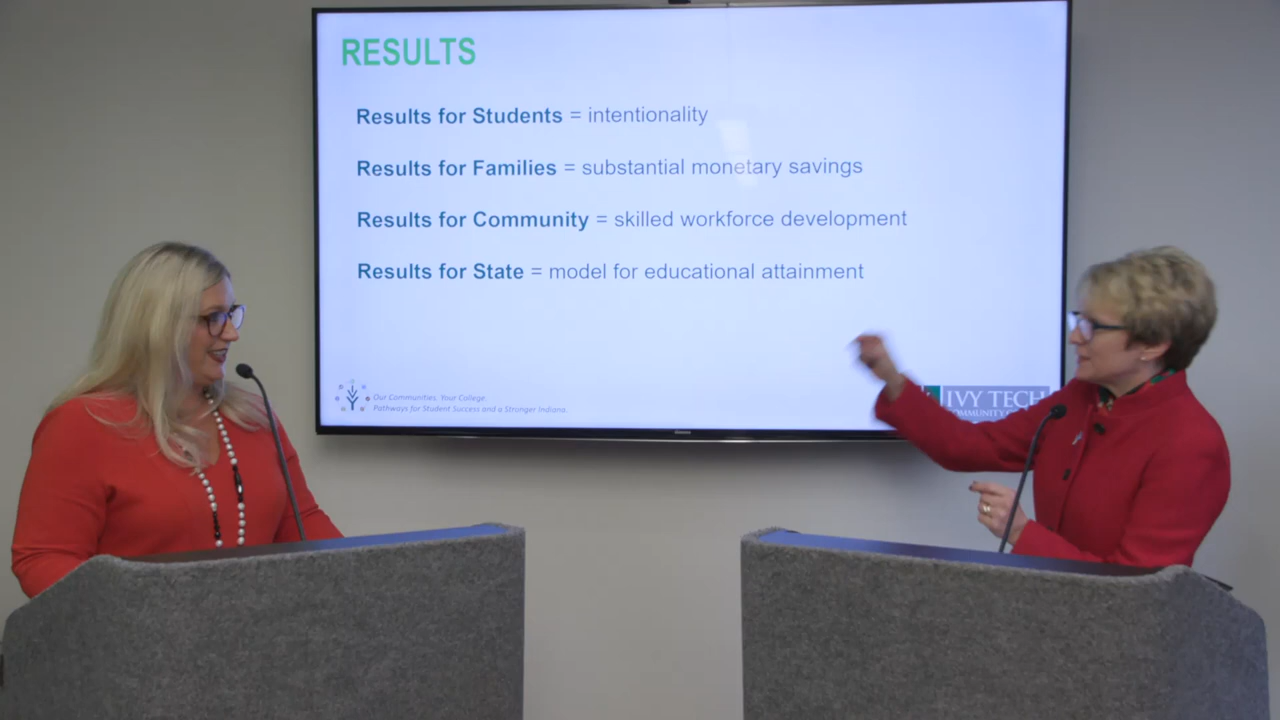 RESULTS
Results for Students = intentionality
Results for Families = substantial monetary savings
Results for Community = skilled workforce development
Results for State = model for educational attainment
Our Communities. Your College.
Pathways for Student Success and a Stronger Indiana.
IVY TECH